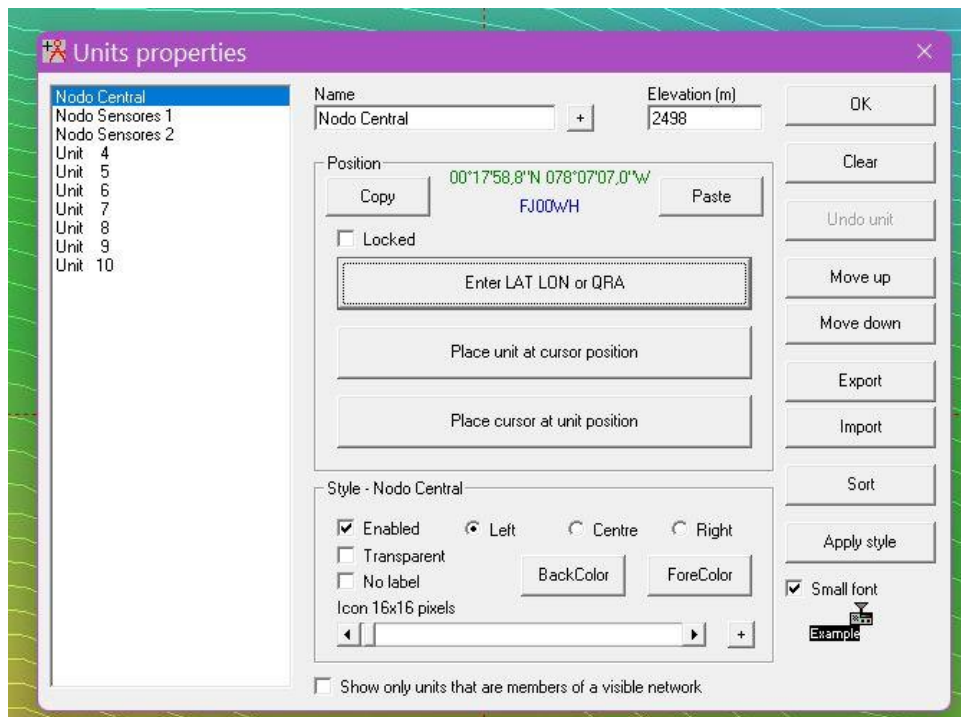 Units properties
Nodo Central
Nodo Sensores 1
Nodo Sensores 2
Unit 4
Unit 5
Unit 6
Unit 7
Unit 8
Unit 9
Unit 10
Name
Nodo Central
+
Elevation (m)
2498
Position
Copy
00°17'58,8''N 078°07'07,0''W
FJ00WH
Paste
Locked
Enter LAT LON or QRA
Place unit at cursor position
Place cursor at unit position
Style - Nodo Central
Enabled
Left
Centre
Right
Transparent
No label
BackColor
ForeColor
Icon 16x16 pixels
+
Show only units that are members of a visible network
OK
Clear
Undo unit
Move up
Move down
Export
Import
Sort
Apply style
Small font
Example